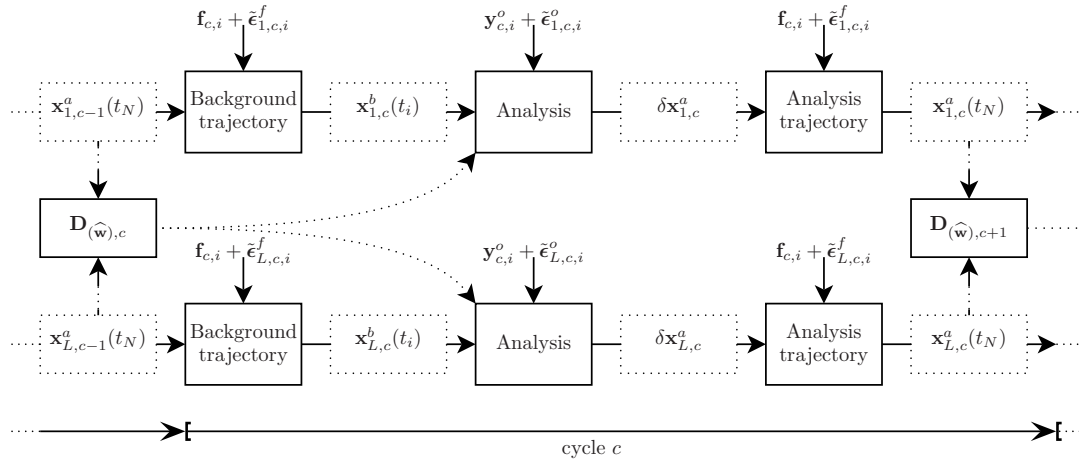 𝐟_{c,i} + ϵ̃^f_{1,c,i} 𝐲^o_{c,i} + ϵ̃^o_{1,c,i} 𝐟_{c,i} + ϵ̃^f_{1,c,i}
𝐱^a_{1,c−1}(t_N) Background trajectory 𝐱^b_{1,c}(t_i) Analysis δ𝐱^a_{1,c} Analysis trajectory 𝐱^a_{1,c}(t_N)
𝐃_{(ŵ),c} 𝐃_{(ŵ),c+1}
𝐟_{c,i} + ϵ̃^f_{L,c,i} 𝐲^o_{c,i} + ϵ̃^o_{L,c,i} 𝐟_{c,i} + ϵ̃^f_{L,c,i}
𝐱^a_{L,c−1}(t_N) Background trajectory 𝐱^b_{L,c}(t_i) Analysis δ𝐱^a_{L,c} Analysis trajectory 𝐱^a_{L,c}(t_N)
cycle c